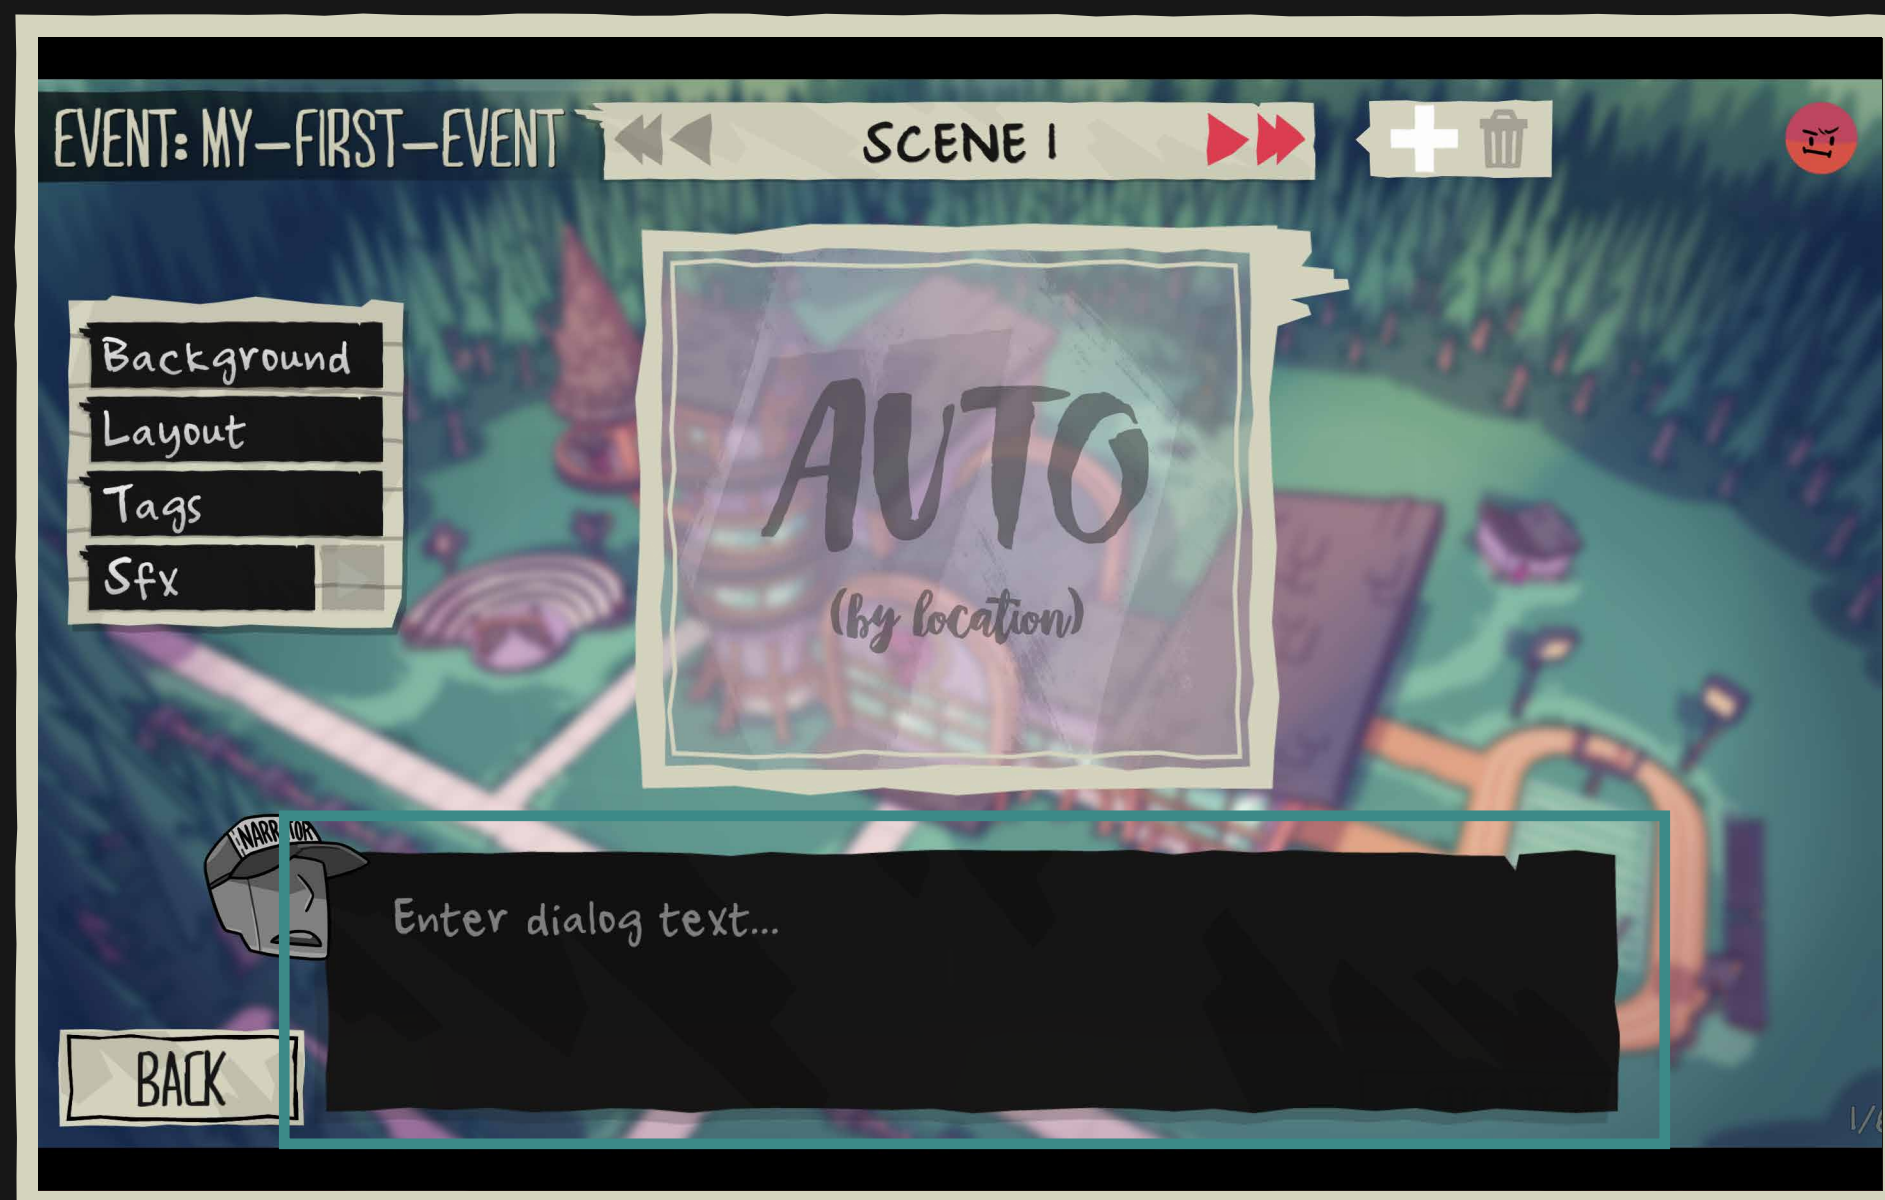 EVENT: MY-FIRST-EVENT
SCENE 1
Background
Layout
Tags
Sfx
AUTO
(by location)
NARRATOR
Enter dialog text...
BACK